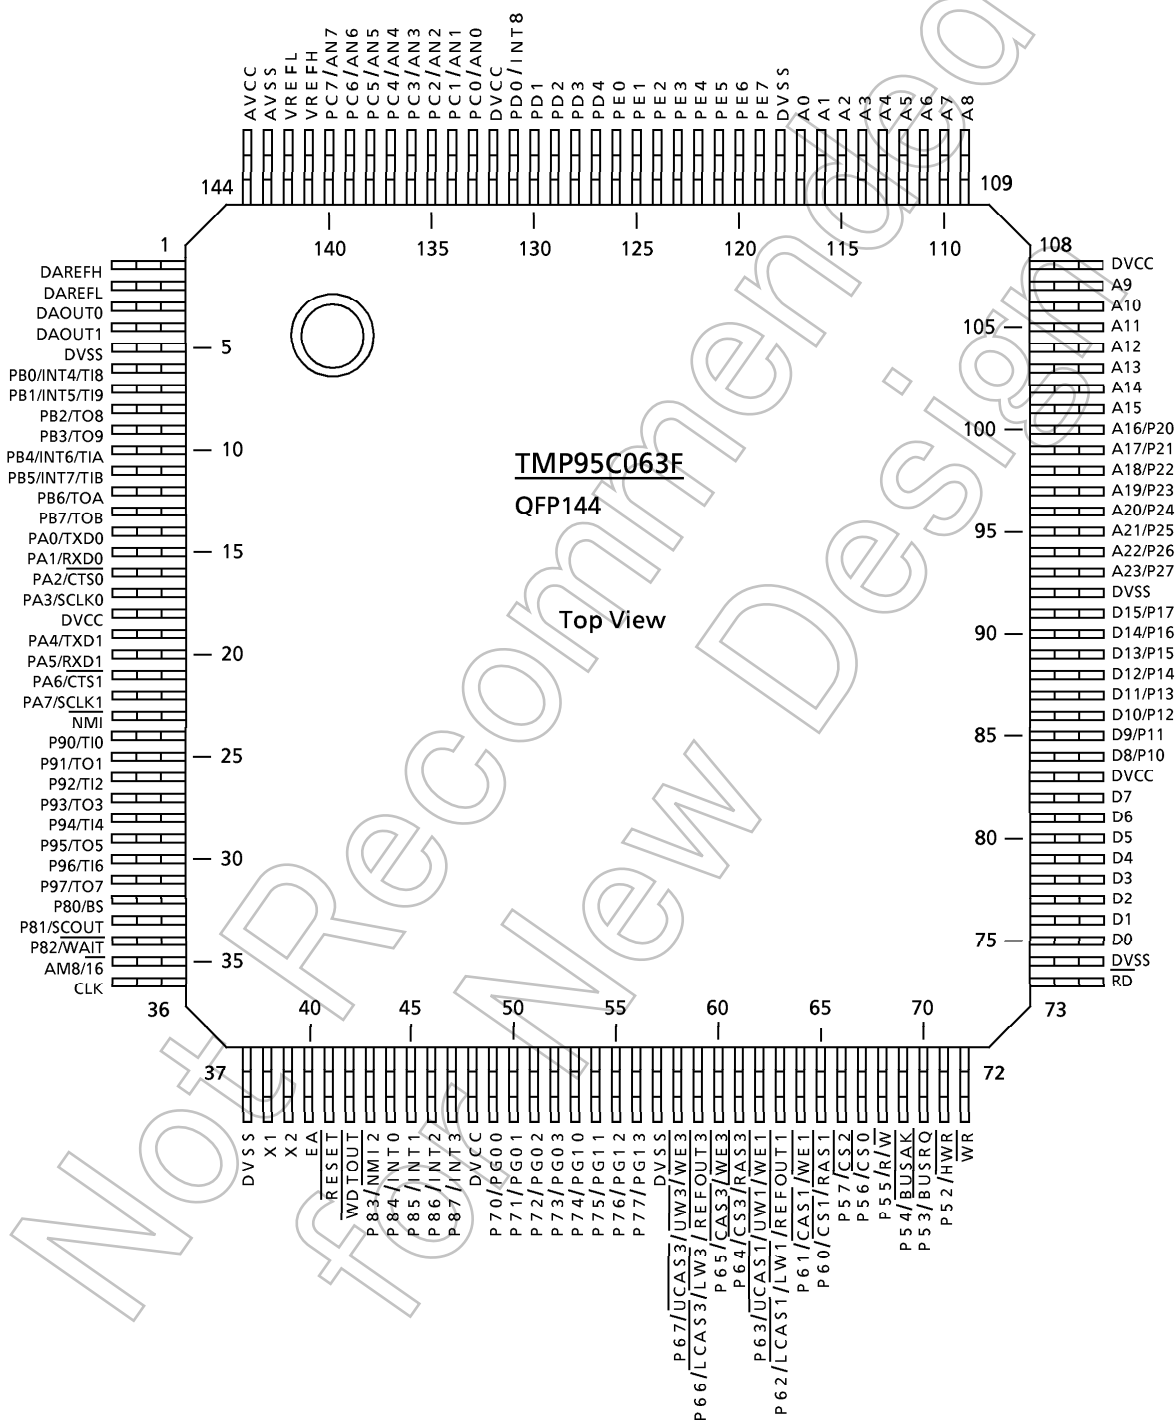 AVCC
AVSS
VREFL
VREFH
PC7/AN7
PC6/AN6
PC5/AN5
PC4/AN4
PC3/AN3
PC2/AN2
PC1/AN1
PC0/AN0
DVCC
PD0/INT8
PD1
PD2
PD3
PD4
PE0
PE1
PE2
PE3
PE4
PE5
PE6
PE7
DVSS
A0
A1
A2
A3
A4
A5
A6
A7
A8
144
109
140
135
130
125
120
115
110
1
DAREFH
DAREFL
DAOUT0
DAOUT1
DVSS
PB0/INT4/TI8
PB1/INT5/TI9
PB2/TO8
PB3/TO9
PB4/INT6/TIA
PB5/INT7/TIB
PB6/TOA
PB7/TOB
PA0/TXD0
PA1/RXD0
PA2/CTS0
PA3/SCLK0
DVCC
PA4/TXD1
PA5/RXD1
PA6/CTS1
PA7/SCLK1
NMI
P90/TI0
P91/TO1
P92/TI2
P93/TO3
P94/TI4
P95/TO5
P96/TI6
P97/TO7
P80/BS
P81/SCOUT
P82/WAIT
AM8/16
CLK
36
5
10
15
20
25
30
35
TMP95C063F
QFP144
Top View
Not Recommended
for New Design
108
105
100
95
90
85
80
75
73
DVCC
A9
A10
A11
A12
A13
A14
A15
A16/P20
A17/P21
A18/P22
A19/P23
A20/P24
A21/P25
A22/P26
A23/P27
DVSS
D15/P17
D14/P16
D13/P15
D12/P14
D11/P13
D10/P12
D9/P11
D8/P10
DVCC
D7
D6
D5
D4
D3
D2
D1
D0
DVSS
RD
40
45
50
55
60
65
70
37
72
DVSS
X1
X2
EA
RESET
WDTOUT
P83/NMI2
P84/INT0
P85/INT1
P86/INT2
P87/INT3
DVCC
P70/PG00
P71/PG01
P72/PG02
P73/PG03
P74/PG10
P75/PG11
P76/PG12
P77/PG13
DVSS
P67/UCAS3/UW3/WE3
P66/LCAS3/LW3/REFOUT3
P65/CAS3/WE3
P64/CS3/RAS3
P63/UCAS1/UW1/WE1
P62/LCAS1/LW1/REFOUT1
P61/CAS1/WE1
P60/CS1/RAS1
P57/CS2
P56/CS0
P55/R/W
P54/BUSAK
P53/BUSRQ
P52/HWR
WR